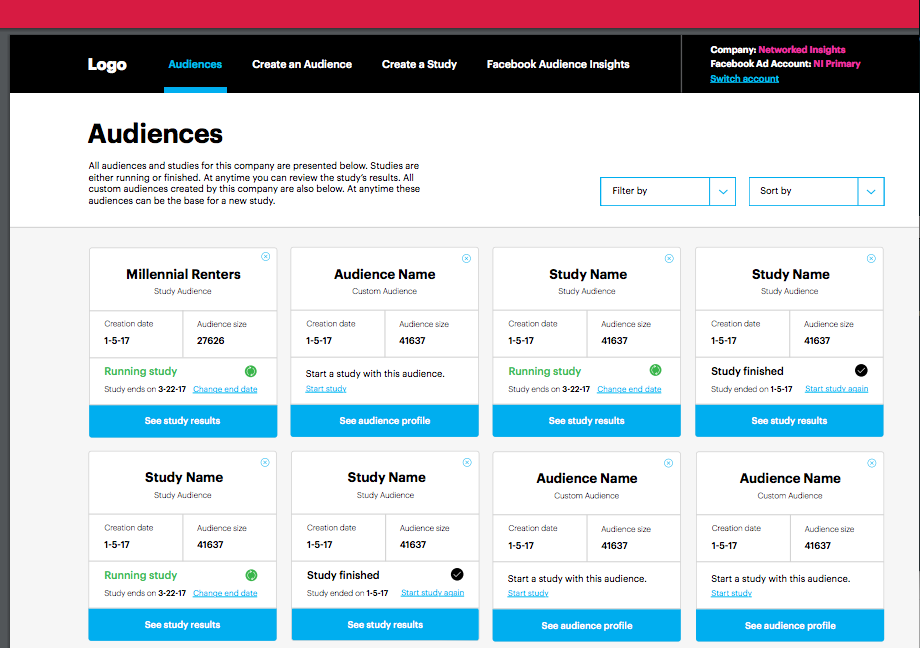 Logo
Audiences
Create an Audience
Create a Study
Facebook Audience Insights
Company: Networked Insights
Facebook Ad Account: NI Primary
Switch account
Audiences
All audiences and studies for this company are presented below. Studies are
either running or finished. At anytime you can review the study's results. All
custom audiences created by this company are also below. At anytime these
audiences can be the base for a new study.
Filter by
Sort by
Millennial Renters
Study Audience
Creation date
1-5-17
Audience size
27626
Running study
Study ends on 3-22-17 Change end date
See study results
Audience Name
Custom Audience
Creation date
1-5-17
Audience size
41637
Start a study with this audience.
Start study
See audience profile
Study Name
Study Audience
Creation date
1-5-17
Audience size
41637
Running study
Study ends on 3-22-17 Change end date
See study results
Study Name
Study Audience
Creation date
1-5-17
Audience size
41637
Study finished
Study ended on 1-5-17 Start study again
See study results
Study Name
Study Audience
Creation date
1-5-17
Audience size
41637
Running study
Study ends on 3-22-17 Change end date
See study results
Study Name
Study Audience
Creation date
1-5-17
Audience size
41637
Study finished
Study ended on 1-5-17 Start study again
See study results
Audience Name
Custom Audience
Creation date
1-5-17
Audience size
41637
Start a study with this audience.
Start study
See audience profile
Audience Name
Custom Audience
Creation date
1-5-17
Audience size
41637
Start a study with this audience.
Start study
See audience profile